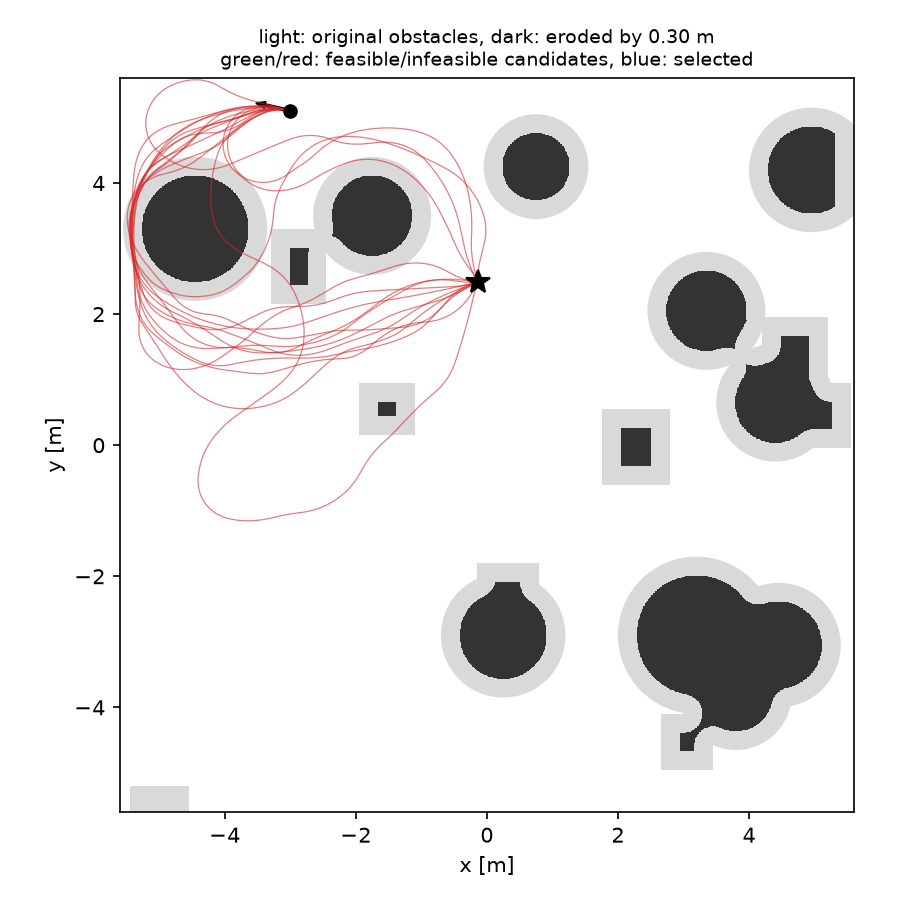 light: original obstacles, dark: eroded by 0.30 m
green/red: feasible/infeasible candidates, blue: selected
4
2
0
−2
−4
y [m]
−4
−2
0
2
4
x [m]